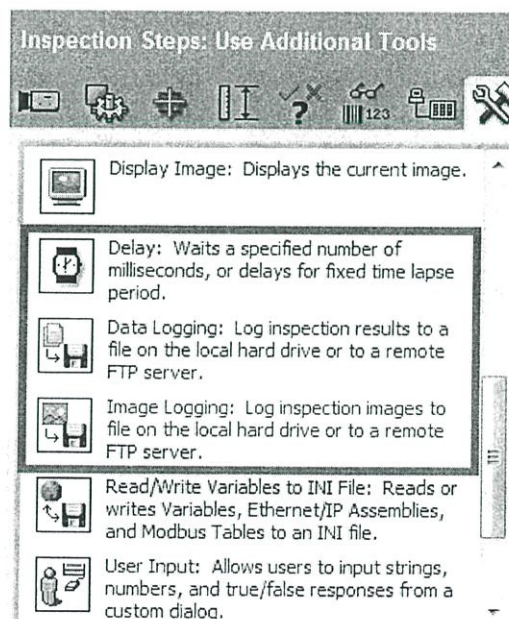 Inspection Steps: Use Additional Tools
? 123
Display Image: Displays the current image.
Delay: Waits a specified number of
milliseconds, or delays for fixed time lapse
period.
Data Logging: Log inspection results to a
file on the local hard drive or to a remote
FTP server.
Image Logging: Log inspection images to
file on the local hard drive or to a remote
FTP server.
Read/Write Variables to INI File: Reads or
writes Variables, Ethernet/IP Assemblies,
and Modbus Tables to an INI file.
User Input: Allows users to input strings,
numbers, and true/false responses from a
custom dialog.